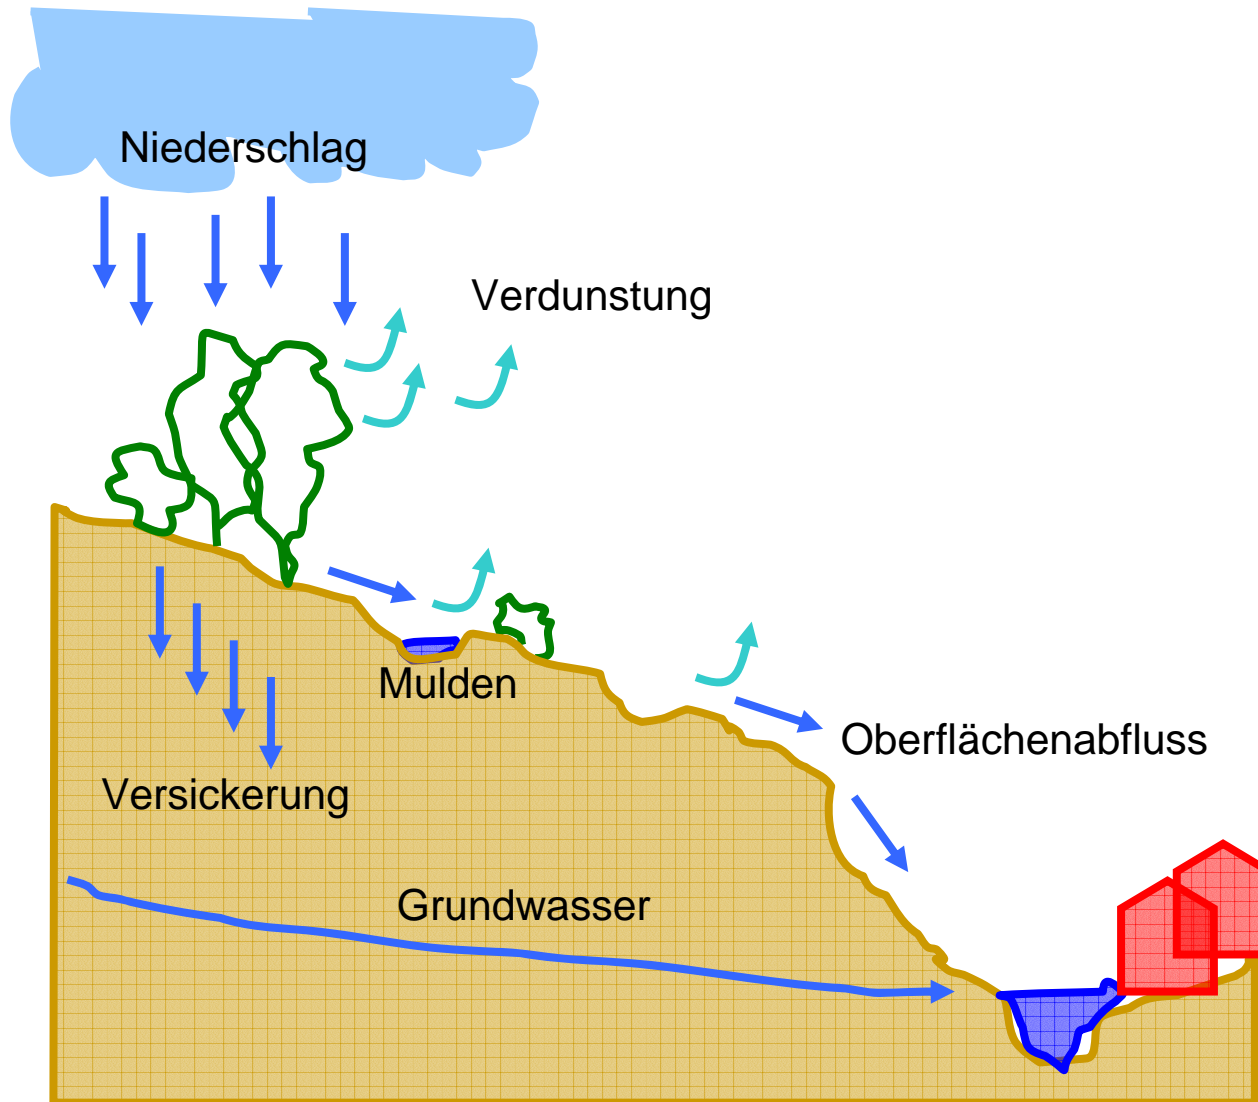 Niederschlag
Verdunstung
Mulden
Oberflächenabfluss
Versickerung
Grundwasser